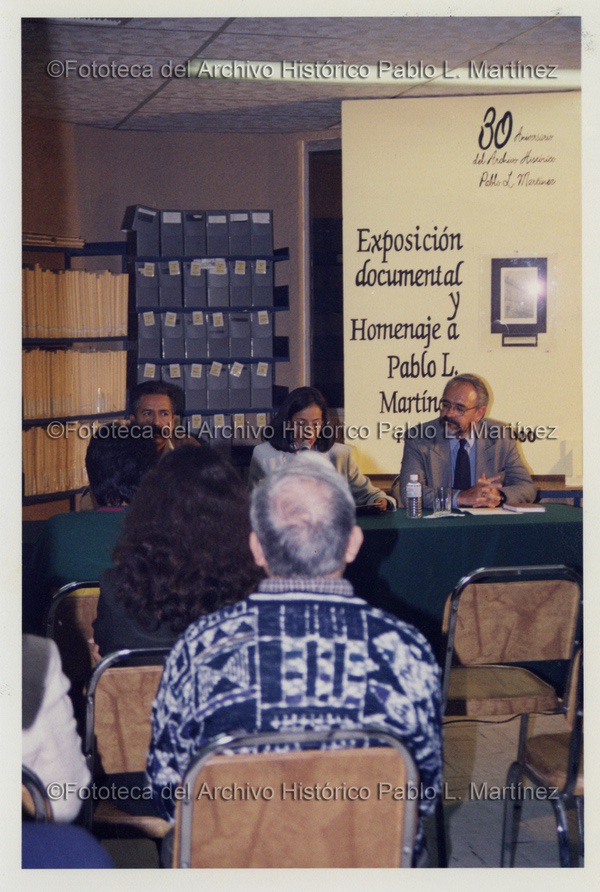 ©Fototeca del Archivo Histórico Pablo L. Martínez
30 Aniversario
del Archivo Histórico
Pablo L. Martínez
Exposición
documental
y
Homenaje a
Pablo L.
Martínez
©Fototeca del Archivo Histórico Pablo L. Martínez
©Fototeca del Archivo Histórico Pablo L. Martínez